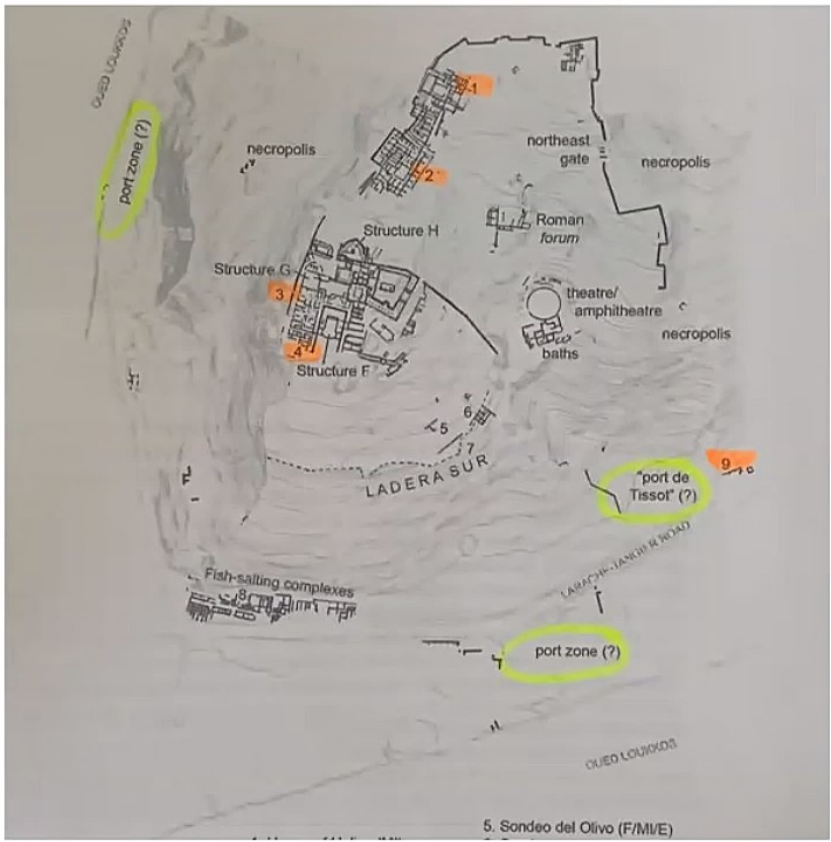 OUED LOUKKOS
port zone (?)
necropolis
1
2
northeast
gate
necropolis
Structure H
Roman
forum
Structure G
3
theatre/
amphitheatre
necropolis
baths
4
Structure F
6
5
7
LADERA SUR
9
"port de
Tissot" (?)
LARACHE-TANGIER ROAD
Fish-salting complexes
8
port zone (?)
OUED LOUKKOS
5. Sondeo del Olivo (F/MI/E)